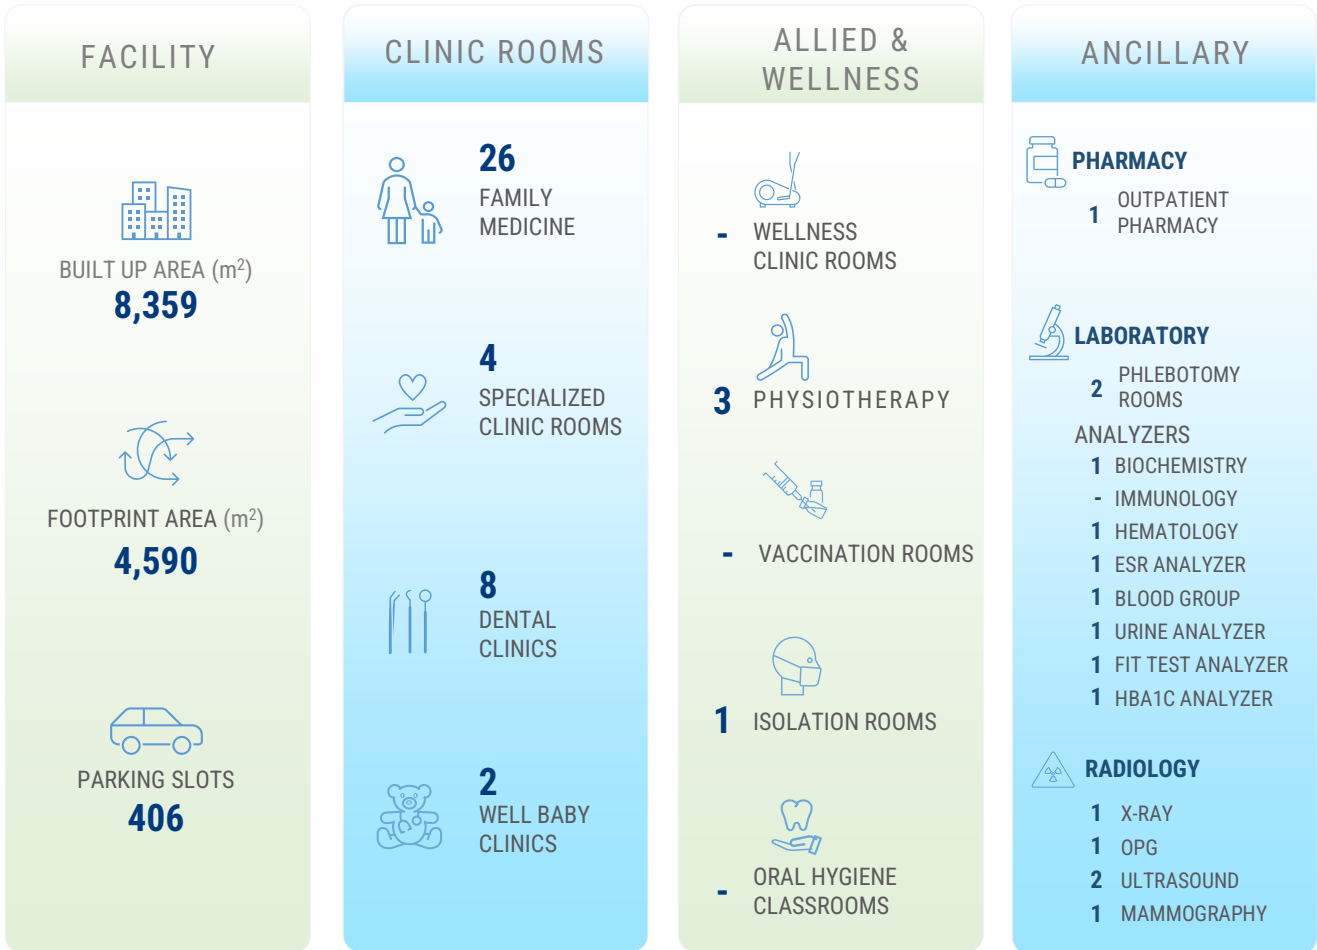 FACILITY
BUILT UP AREA (m²)
8,359
FOOTPRINT AREA (m²)
4,590
PARKING SLOTS
406
CLINIC ROOMS
26
FAMILY
MEDICINE
4
SPECIALIZED
CLINIC ROOMS
8
DENTAL
CLINICS
2
WELL BABY
CLINICS
ALLIED &
WELLNESS
- WELLNESS
CLINIC ROOMS
3 PHYSIOTHERAPY
- VACCINATION ROOMS
1 ISOLATION ROOMS
- ORAL HYGIENE
CLASSROOMS
ANCILLARY
PHARMACY
1 OUTPATIENT
PHARMACY
LABORATORY
2 PHLEBOTOMY
ROOMS
ANALYZERS
1 BIOCHEMISTRY
- IMMUNOLOGY
1 HEMATOLOGY
1 ESR ANALYZER
1 BLOOD GROUP
1 URINE ANALYZER
1 FIT TEST ANALYZER
1 HBA1C ANALYZER
RADIOLOGY
1 X-RAY
1 OPG
2 ULTRASOUND
1 MAMMOGRAPHY